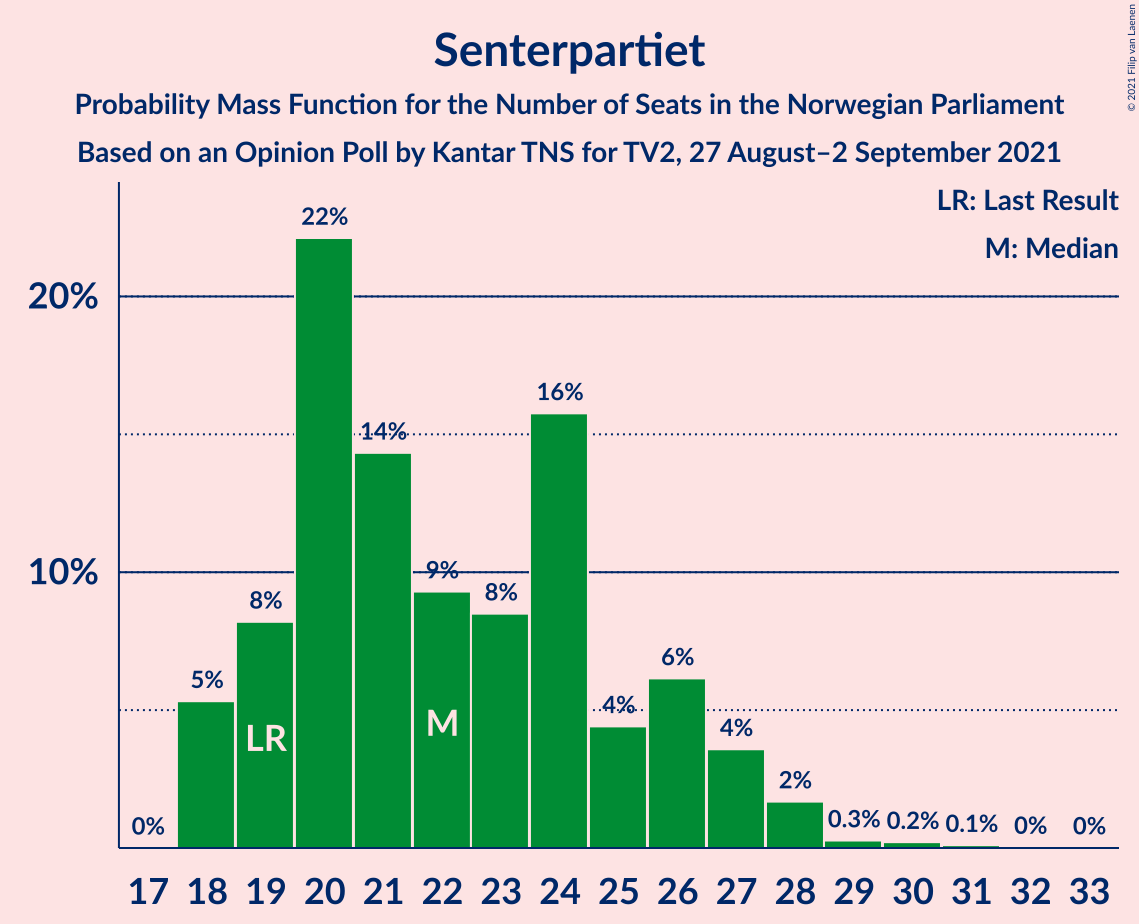 Senterpartiet
Probability Mass Function for the Number of Seats in the Norwegian Parliament
Based on an Opinion Poll by Kantar TNS for TV2, 27 August–2 September 2021
© 2021 Filip van Laenen
LR: Last Result
M: Median
20%
10%
0% 5% 8% 22% 14% 9% 8% 16% 4% 6% 4% 2% 0.3% 0.2% 0.1% 0% 0%
LR M
17 18 19 20 21 22 23 24 25 26 27 28 29 30 31 32 33